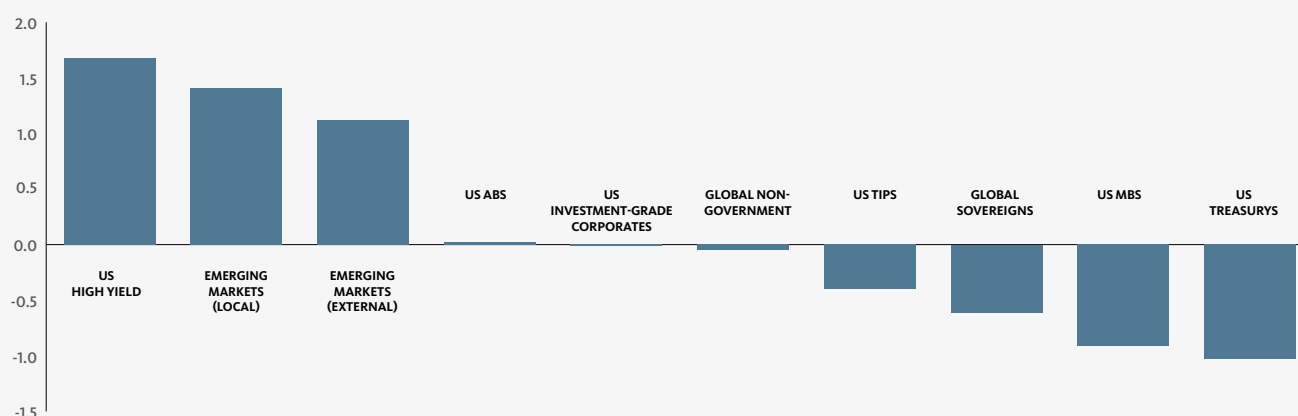 2.0
1.5
1.0
0.5
0.0
-0.5
-1.0
-1.5
US
HIGH YIELD
EMERGING
MARKETS
(LOCAL)
EMERGING
MARKETS
(EXTERNAL)
US ABS
US
INVESTMENT-GRADE
CORPORATES
GLOBAL NON-
GOVERNMENT
US TIPS
GLOBAL
SOVEREIGNS
US MBS
US
TREASURYS